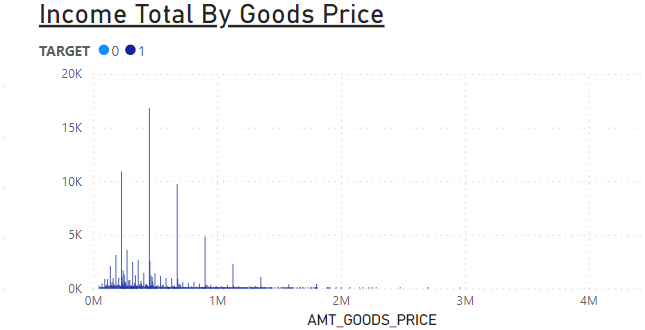 Income Total By Goods Price
TARGET 0 1
20K
15K
10K
5K
0K
0M 1M 2M 3M 4M
AMT_GOODS_PRICE